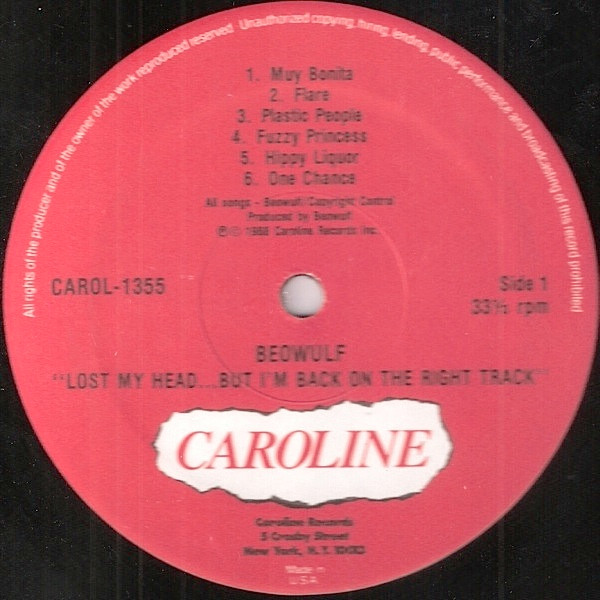 All rights of the producer and of the owner of the work reproduced reserved Unauthorized copying, hiring, lending, public performance and broadcasting of this record prohibited
1. Muy Bonita
2. Flare
3. Plastic People
4. Fuzzy Princess
5. Hippy Liquor
6. One Chance
All songs - Beowulf/Copyright Control
Produced by Beowulf
Ⓟ©1988 Caroline Records Inc.
CAROL-1355
Side 1
33⅓ rpm
BEOWULF
"LOST MY HEAD...BUT I'M BACK ON THE RIGHT TRACK"
CAROLINE
Caroline Records
5 Crosby Street
New York, N.Y.
Made in
USA